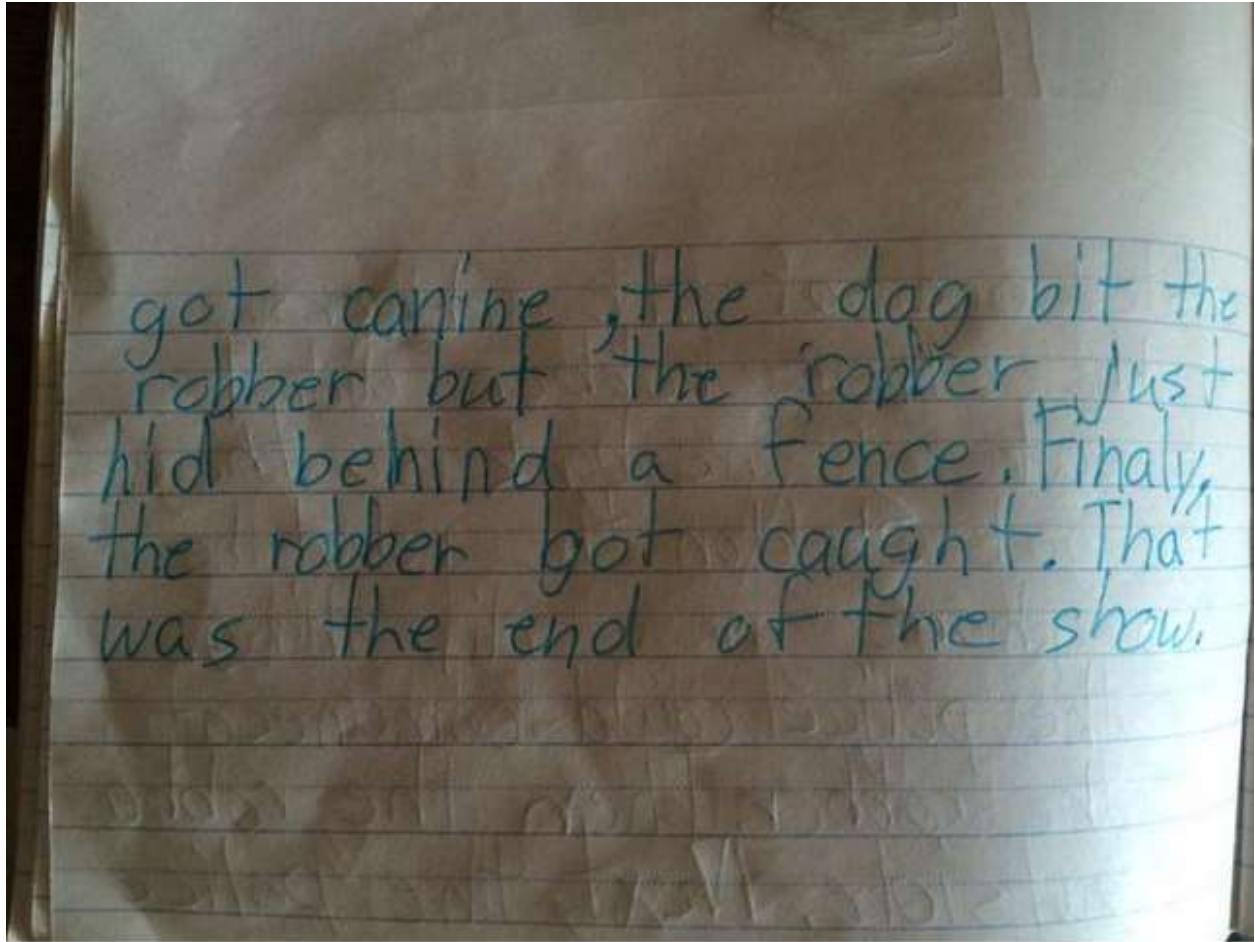 got canine, the dog bit the
robber but the robber just
hid behind a fence. Finaly,
the robber got caught. That
was the end of the show.